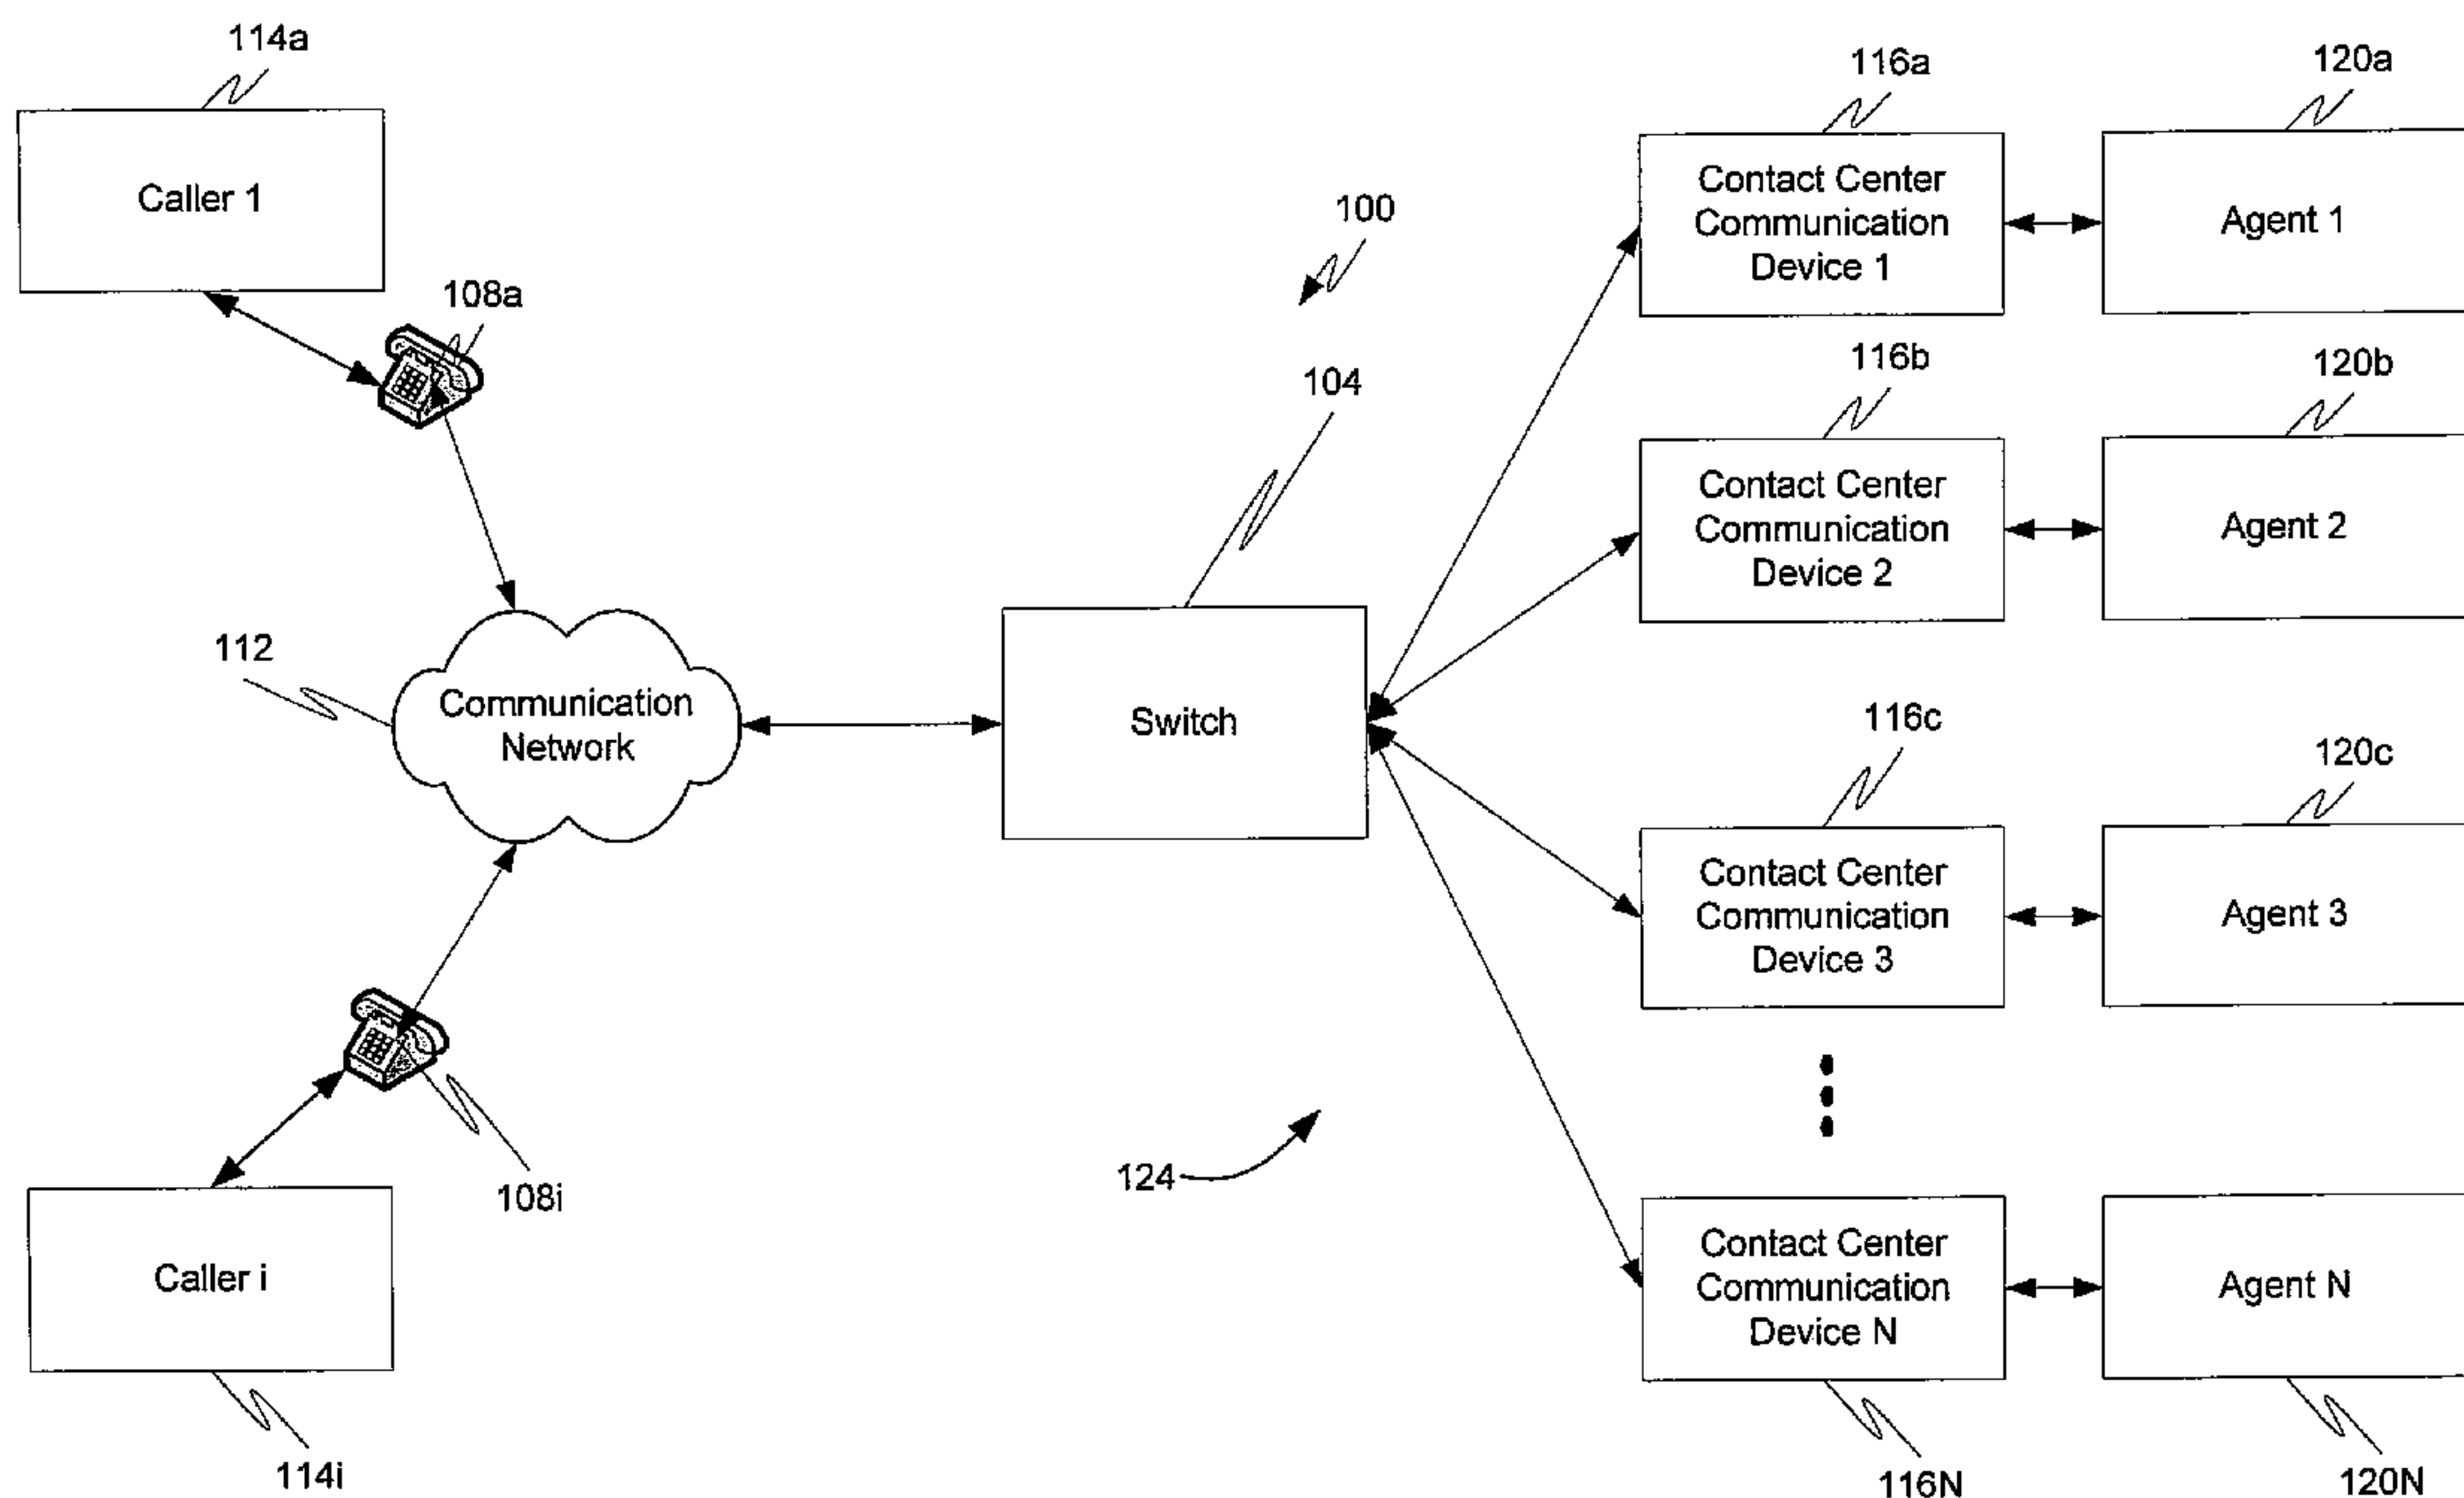 114a
Caller 1
108a
112
Communication
Network
108i
Caller i
114i
100
104
Switch
124
116a
Contact Center
Communication
Device 1
120a
Agent 1
116b
Contact Center
Communication
Device 2
120b
Agent 2
116c
Contact Center
Communication
Device 3
120c
Agent 3
Contact Center
Communication
Device N
116N
Agent N
120N